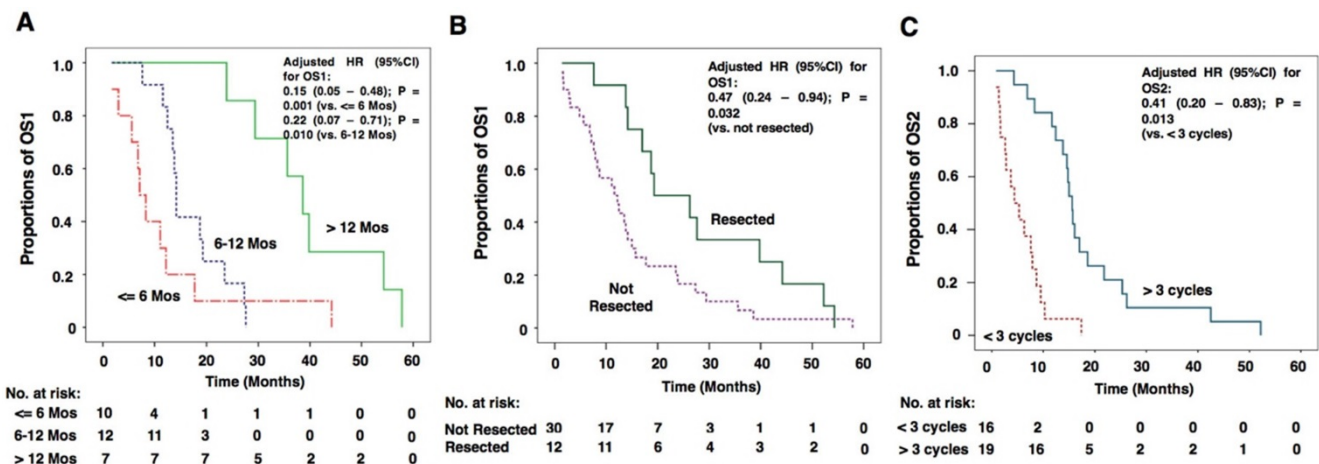 A
Adjusted HR (95%CI)
for OS1:
0.15 (0.05 – 0.48); P =
0.001 (vs. <= 6 Mos)
0.22 (0.07 – 0.71); P =
0.010 (vs. 6-12 Mos)
Proportions of OS1
1.0
0.8
0.6
0.4
0.2
0
6-12 Mos
> 12 Mos
<= 6 Mos
0 10 20 30 40 50 60
Time (Months)
No. at risk:
<= 6 Mos 10 4 1 1 1 0 0
6-12 Mos 12 11 3 0 0 0 0
> 12 Mos 7 7 7 5 2 2 0
B
Adjusted HR (95%CI) for
OS1:
0.47 (0.24 – 0.94); P =
0.032
(vs. not resected)
Proportions of OS1
1.0
0.8
0.6
0.4
0.2
0
Resected
Not
Resected
0 10 20 30 40 50 60
Time (Months)
No. at risk:
Not Resected 30 17 7 3 1 1 0
Resected 12 11 6 4 3 2 0
C
Adjusted HR (95%CI) for
OS2:
0.41 (0.20 – 0.83); P =
0.013
(vs. < 3 cycles)
Proportions of OS2
1.0
0.8
0.6
0.4
0.2
0
> 3 cycles
< 3 cycles
0 10 20 30 40 50 60
Time (Months)
No. at risk:
< 3 cycles 16 2 0 0 0 0 0
> 3 cycles 19 16 5 2 2 1 0